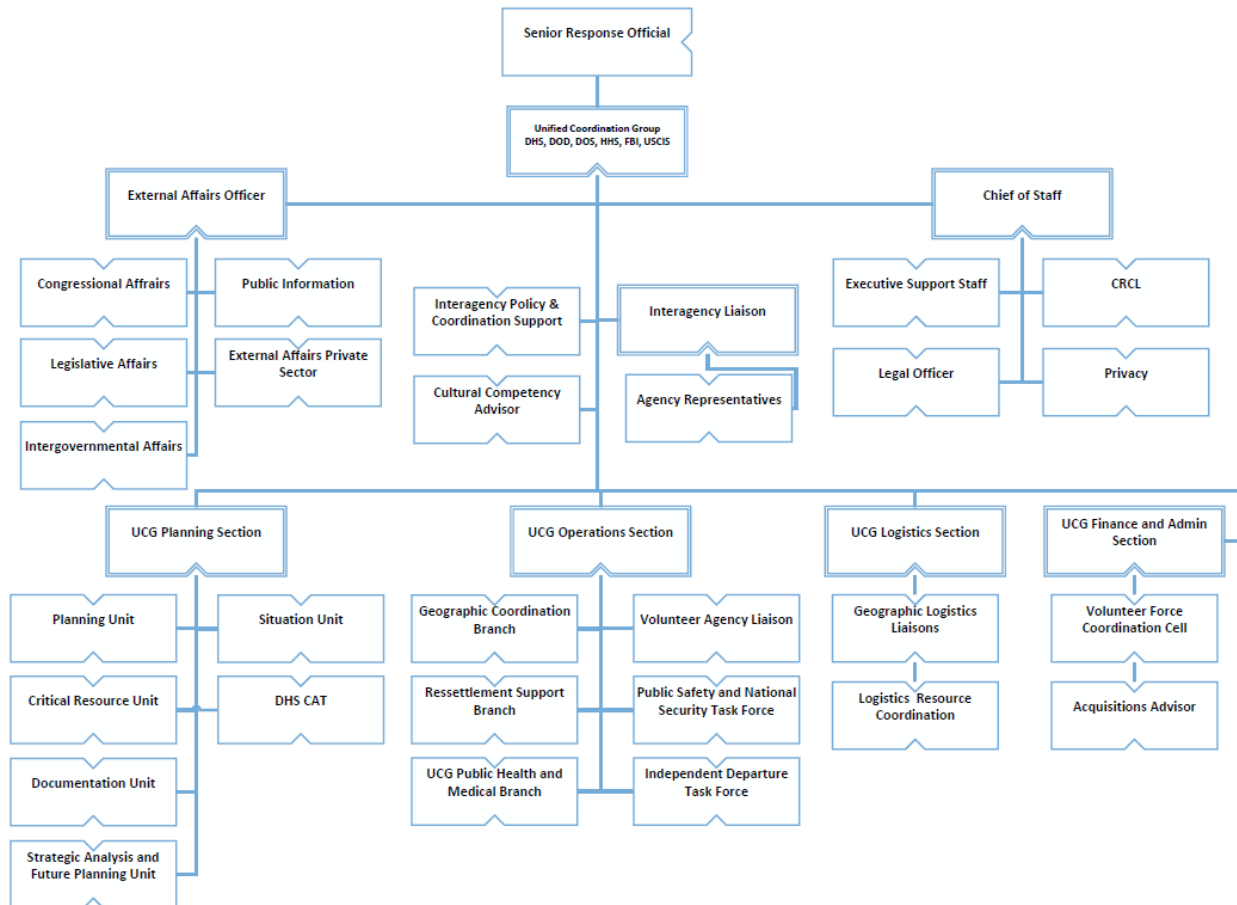 Senior Response Official
Unified Coordination Group
DHS, DOD, DOS, HHS, FBI, USCIS
External Affairs Officer
Chief of Staff
Congressional Affrairs
Public Information
Legislative Affairs
External Affairs Private
Sector
Intergovernmental Affairs
Interagency Policy &
Coordination Support
Interagency Liaison
Cultural Competency
Advisor
Agency Representatives
Executive Support Staff
CRCL
Legal Officer
Privacy
UCG Planning Section
UCG Operations Section
UCG Logistics Section
UCG Finance and Admin
Section
Planning Unit
Situation Unit
Critical Resource Unit
DHS CAT
Documentation Unit
Strategic Analysis and
Future Planning Unit
Geographic Coordination
Branch
Volunteer Agency Liaison
Ressettlement Support
Branch
Public Safety and National
Security Task Force
UCG Public Health and
Medical Branch
Independent Departure
Task Force
Geographic Logistics
Liaisons
Logistics Resource
Coordination
Volunteer Force
Coordination Cell
Acquisitions Advisor